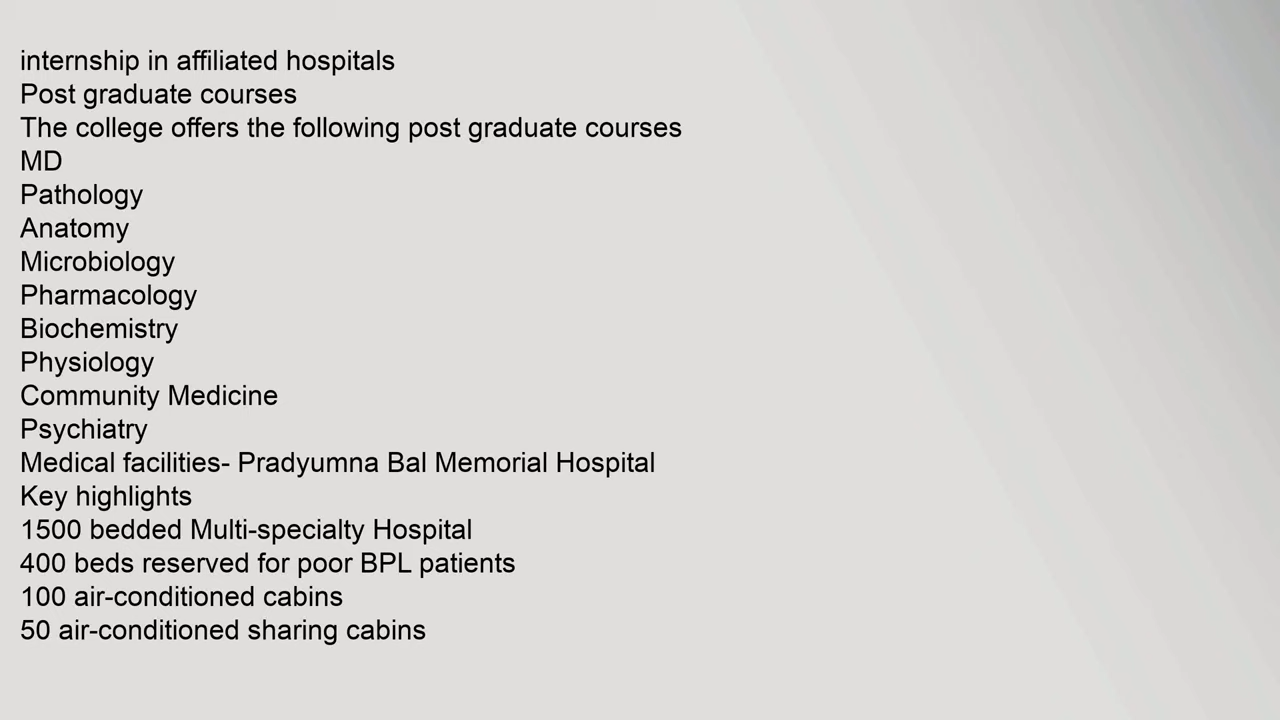 internship in affiliated hospitals
Post graduate courses
The college offers the following post graduate courses
MD
Pathology
Anatomy
Microbiology
Pharmacology
Biochemistry
Physiology
Community Medicine
Psychiatry
Medical facilities- Pradyumna Bal Memorial Hospital
Key highlights
1500 bedded Multi-specialty Hospital
400 beds reserved for poor BPL patients
100 air-conditioned cabins
50 air-conditioned sharing cabins